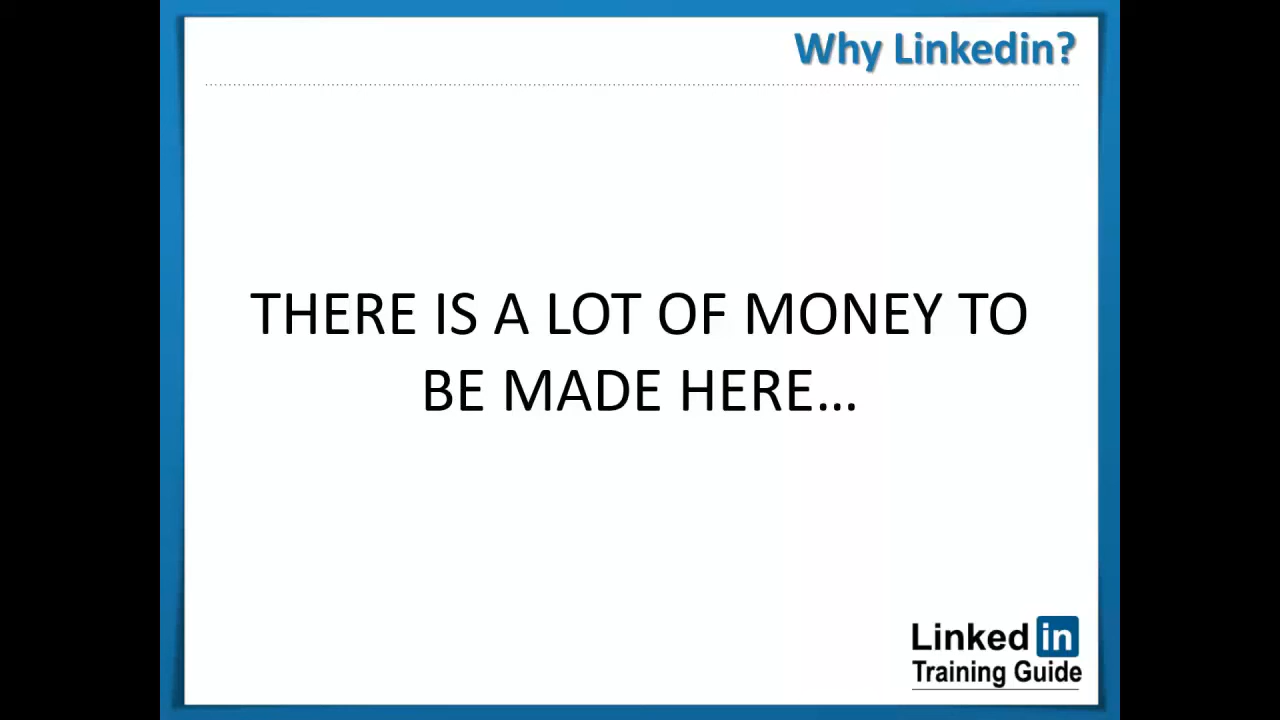 Why Linkedin?
THERE IS A LOT OF MONEY TO
BE MADE HERE...
Linked in
Training Guide